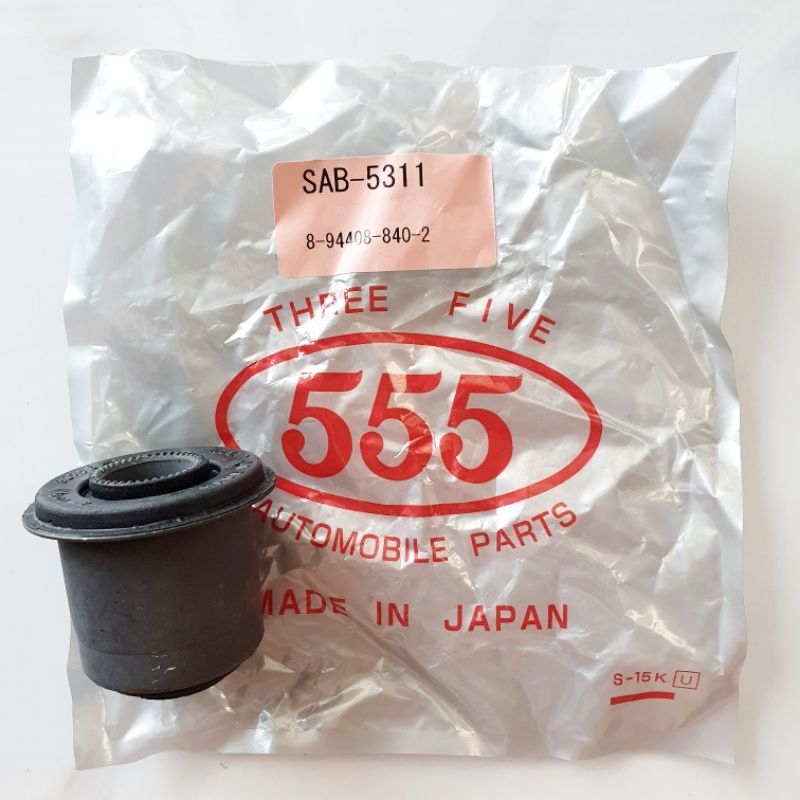 SAB-5311
8-94408-840-2
THREE FIVE
555
AUTOMOBILE PARTS
MADE IN JAPAN
S-15K U